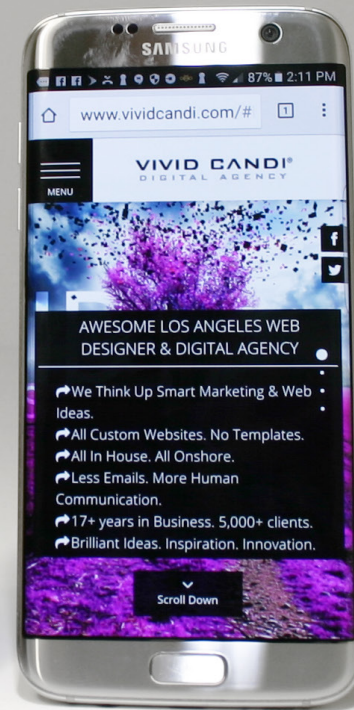 SAMSUNG
87% 2:11 PM
www.vividcandi.com/#
1
MENU
VIVID CANDI®
DIGITAL AGENCY
AWESOME LOS ANGELES WEB
DESIGNER & DIGITAL AGENCY
We Think Up Smart Marketing & Web
Ideas.
All Custom Websites. No Templates.
All In House. All Onshore.
Less Emails. More Human
Communication.
17+ years in Business. 5,000+ clients.
Brilliant Ideas. Inspiration. Innovation.
Scroll Down